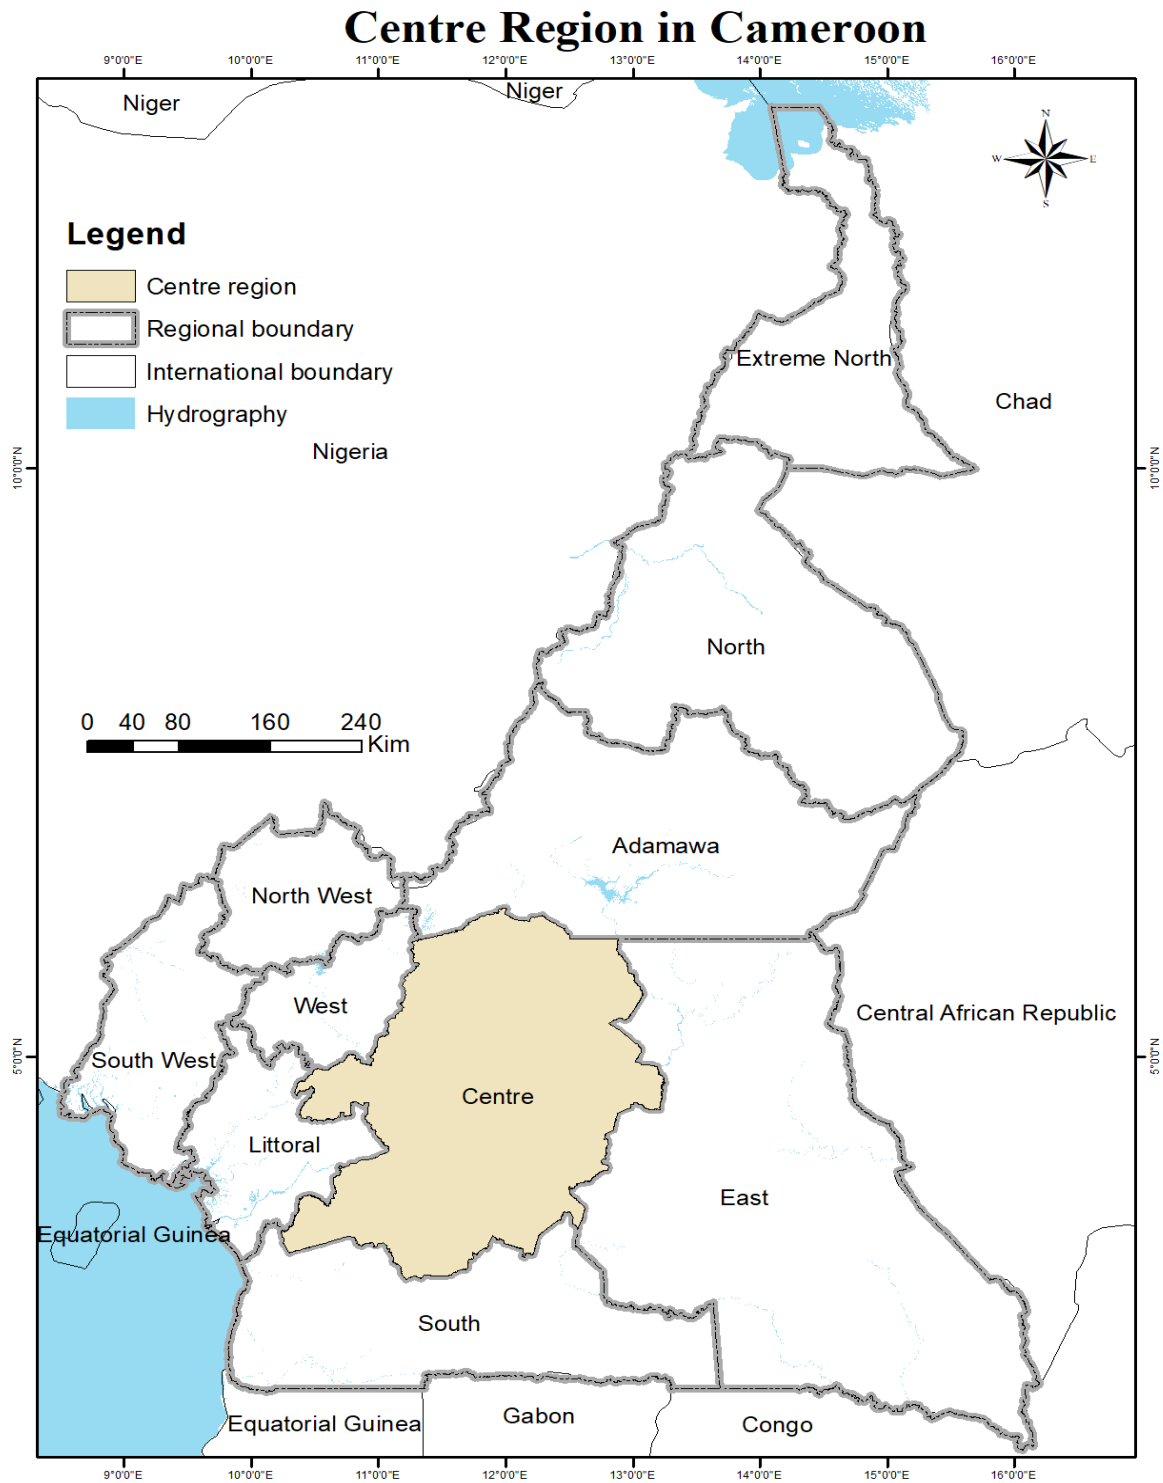 Centre Region in Cameroon
9°0'0"E 10°0'0"E 11°0'0"E 12°0'0"E 13°0'0"E 14°0'0"E 15°0'0"E 16°0'0"E
Niger
Niger
N
W E
S
Legend
Centre region
Regional boundary
International boundary
Hydrography
Extreme North
Chad
Nigeria
10°0'0"N
10°0'0"N
North
0 40 80 160 240
Kim
Adamawa
North West
West
Central African Republic
South West
5°0'0"N
5°0'0"N
Centre
Littoral
East
Equatorial Guinea
South
Equatorial Guinea
Gabon
Congo
9°0'0"E 10°0'0"E 11°0'0"E 12°0'0"E 13°0'0"E 14°0'0"E 15°0'0"E 16°0'0"E